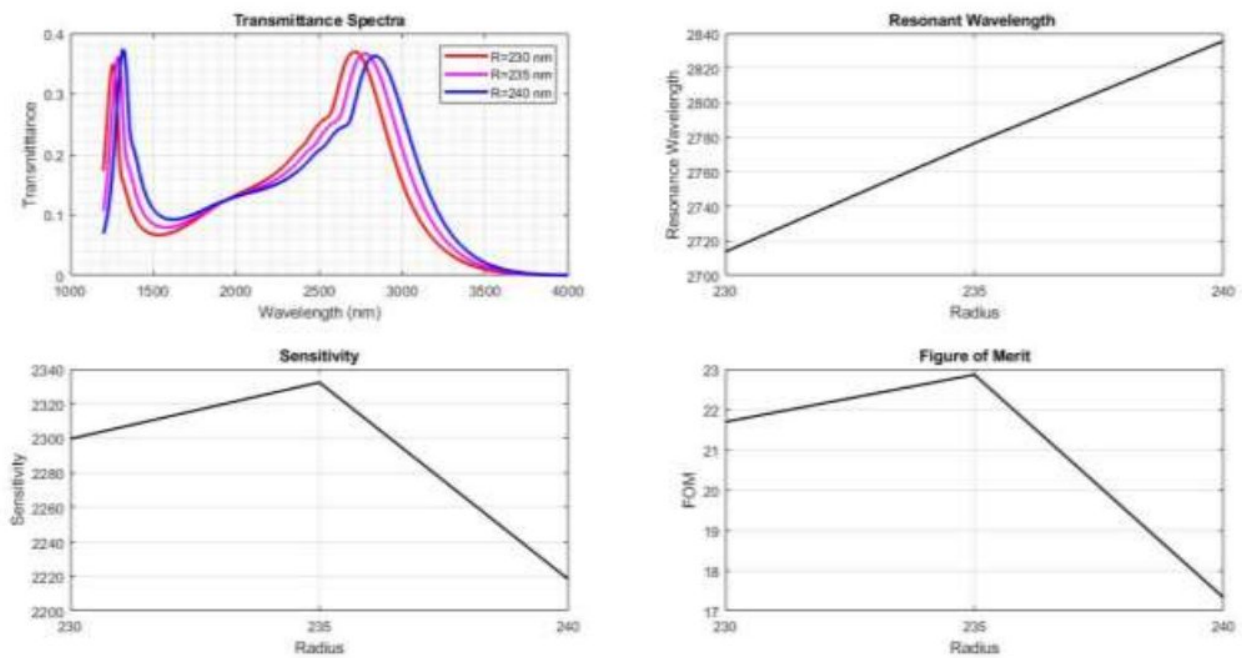 Transmittance Spectra
0.4
0.3
0.2
0.1
0
Transmitttance
R=230 nm
R=235 nm
R=240 nm
1000 1500 2000 2500 3000 3500 4000
Wavelength (nm)
Resonant Wavelength
2840
2820
2800
2780
2760
2740
2720
2700
Resonance Wavelength
230 235 240
Radius
Sensitivity
2340
2320
2300
2280
2260
2240
2220
2200
Sensitivity
230 235 240
Radius
Figure of Merit
23
22
21
20
19
18
17
FOM
230 235 240
Radius